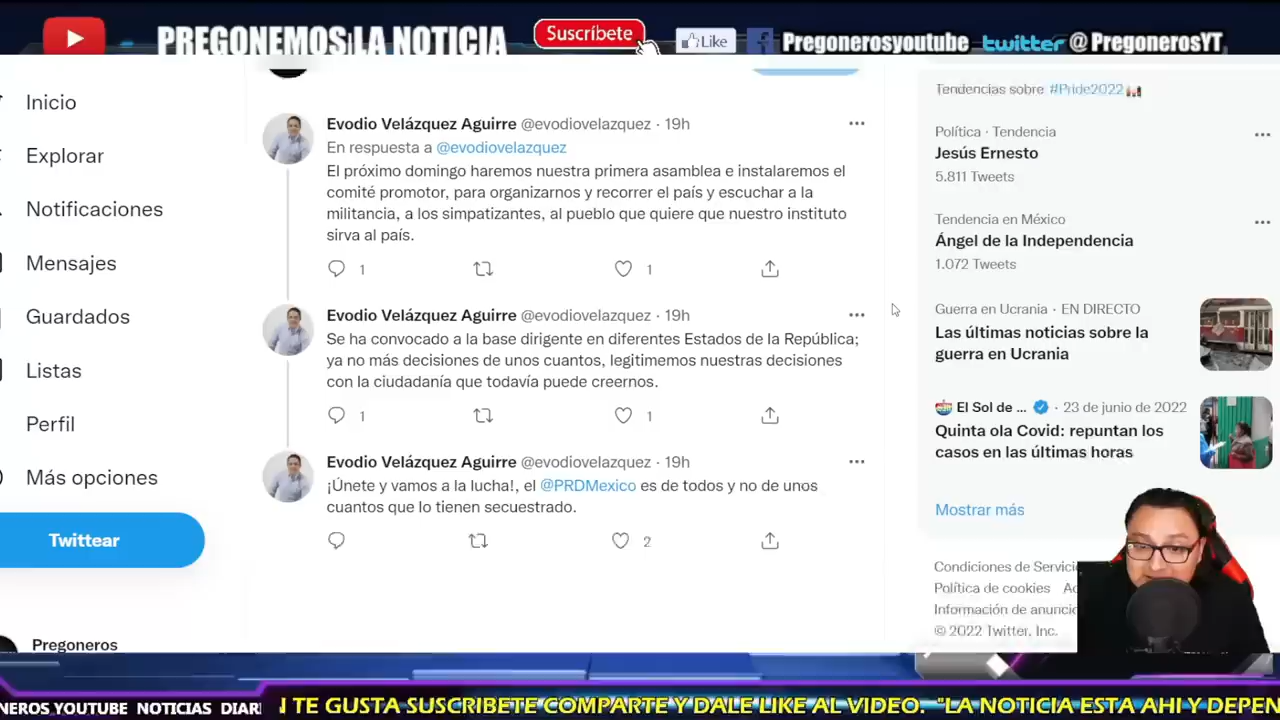 PREGONEMOS LA NOTICIA
Suscríbete
Like
Pregonerosyoutube
twitter @PregonerosYT
Inicio
Explorar
Notificaciones
Mensajes
Guardados
Listas
Perfil
Más opciones
Twittear
Pregoneros
Evodio Velázquez Aguirre @evodiovelazquez · 19h
En respuesta a @evodiovelazquez
El próximo domingo haremos nuestra primera asamblea e instalaremos el
comité promotor, para organizarnos y recorrer el país y escuchar a la
militancia, a los simpatizantes, al pueblo que quiere que nuestro instituto
sirva al país.
1
1
Evodio Velázquez Aguirre @evodiovelazquez · 19h
Se ha convocado a la base dirigente en diferentes Estados de la República;
ya no más decisiones de unos cuantos, legitimemos nuestras decisiones
con la ciudadanía que todavía puede creernos.
1
1
Evodio Velázquez Aguirre @evodiovelazquez · 19h
¡Únete y vamos a la lucha!, el @PRDMexico es de todos y no de unos
cuantos que lo tienen secuestrado.
2
Tendencias sobre #Pride2022
Política · Tendencia
Jesús Ernesto
5.811 Tweets
Tendencia en México
Ángel de la Independencia
1.072 Tweets
Guerra en Ucrania · EN DIRECTO
Las últimas noticias sobre la
guerra en Ucrania
El Sol de ... · 23 de junio de 2022
Quinta ola Covid: repuntan los
casos en las últimas horas
Mostrar más
Condiciones de Servici
Política de cookies
Información de anuncio
© 2022 Twitter, Inc.
NEROS YOUTUBE NOTICIAS DIARI
I TE GUSTA SUSCRIBETE COMPARTE Y DALE LIKE AL VIDEO. "LA NOTICIA ESTA AHI Y DEPEN